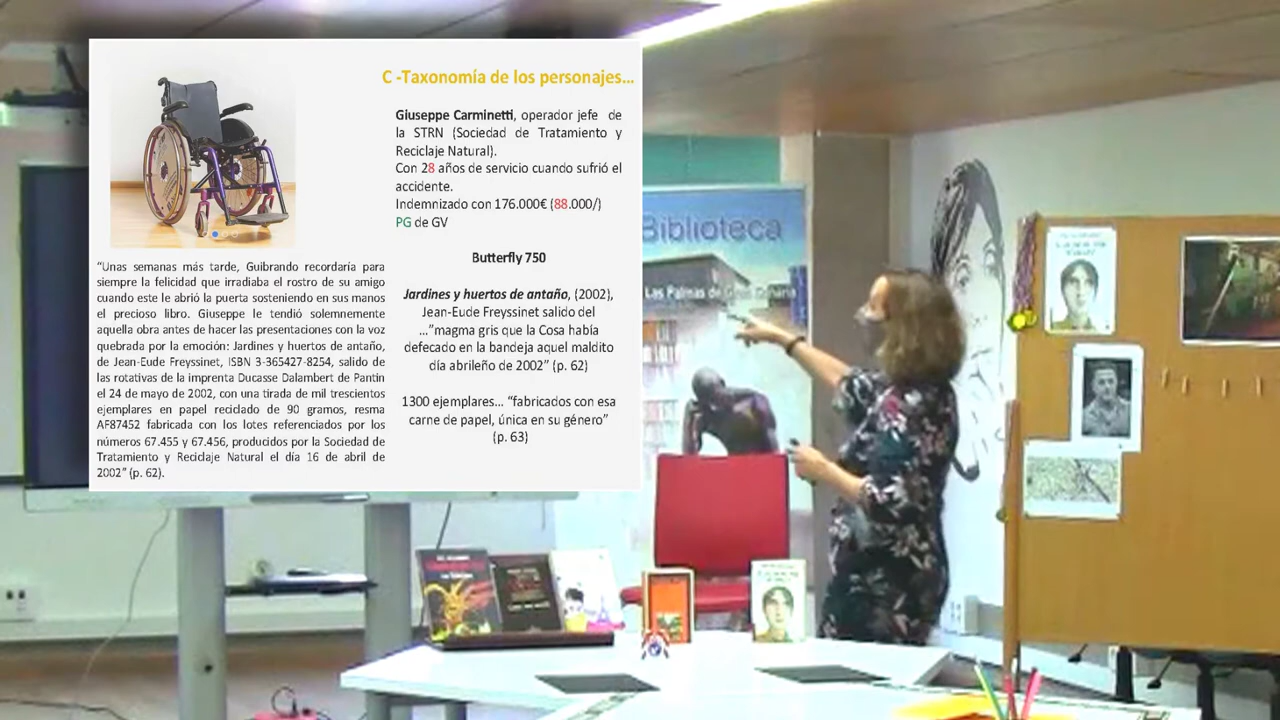 C -Taxonomía de los personajes...
Giuseppe Carminetti, operador jefe de
la STRN (Sociedad de Tratamiento y
Reciclaje Natural).
Con 28 años de servicio cuando sufrió el
accidente.
Indemnizado con 176.000€ (88.000/)
PG de GV
Butterfly 750
Jardines y huertos de antaño, (2002),
Jean-Eude Freyssinet salido del
...”magma gris que la Cosa había
defecado en la bandeja aquel maldito
día abrileño de 2002” (p. 62)
1300 ejemplares... “fabricados con esa
carne de papel, única en su género”
(p. 63)
“Unas semanas más tarde, Guibrando recordaría para
siempre la felicidad que irradiaba el rostro de su amigo
cuando este le abrió la puerta sosteniendo en sus manos
el precioso libro. Giuseppe le tendió solemnemente
aquella obra antes de hacer las presentaciones con la voz
quebrada por la emoción: Jardines y huertos de antaño,
de Jean-Eude Freyssinet, ISBN 3-365427-8254, salido de
las rotativas de la imprenta Ducasse Dalambert de Pantin
el 24 de mayo de 2002, con una tirada de mil trescientos
ejemplares en papel reciclado de 90 gramos, resma
AF87452 fabricada con los lotes referenciados por los
números 67.455 y 67.456, producidos por la Sociedad de
Tratamiento y Reciclaje Natural el día 16 de abril de
2002” (p. 62).
Biblioteca
Las Palmas de Gran Canaria